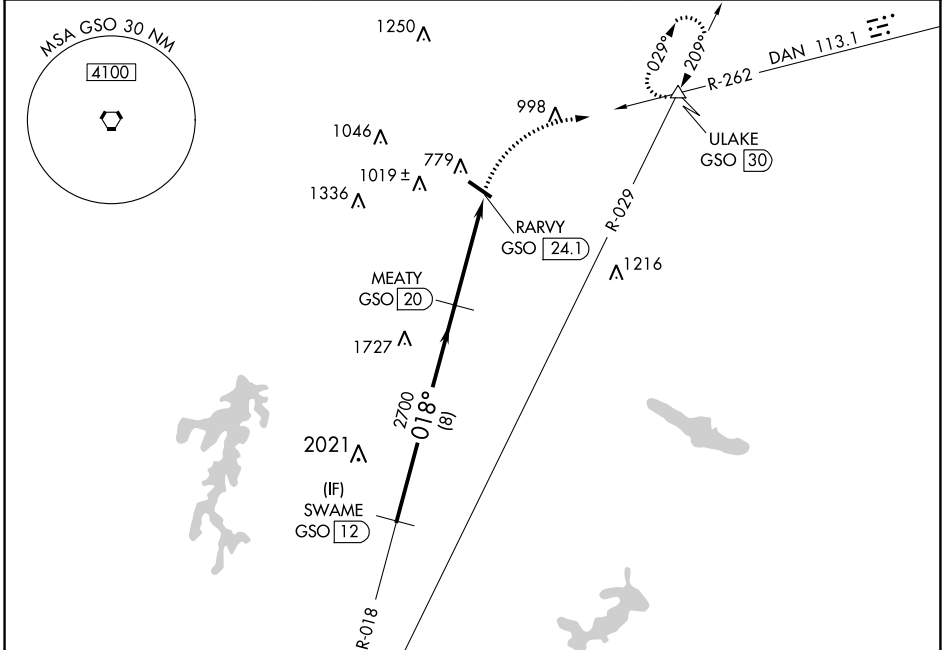 MSA GSO 30 NM
4100
1250
029°
209°
DAN 113.1
R-262
998
1046
779
1019 ±
1336
ULAKE
GSO 30
RARVY
GSO 24.1
R-029
1216
MEATY
GSO 20
1727
2700
018°
(8)
2021
(IF)
SWAME
GSO 12
R-018